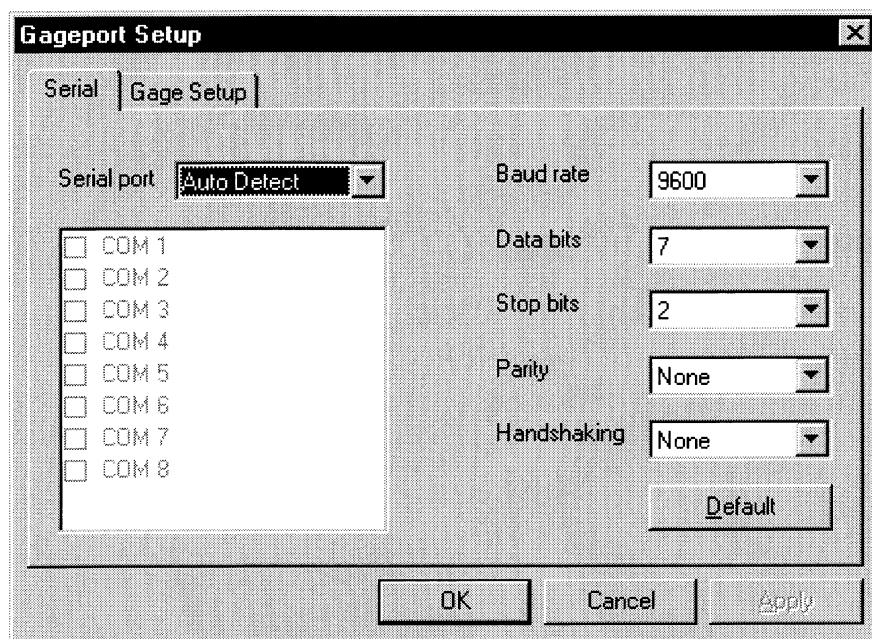 Gageport Setup
Serial
Gage Setup
Serial port
Auto Detect
COM 1
COM 2
COM 3
COM 4
COM 5
COM 6
COM 7
COM 8
Baud rate
9600
Data bits
7
Stop bits
2
Parity
None
Handshaking
None
Default
OK
Cancel
Apply